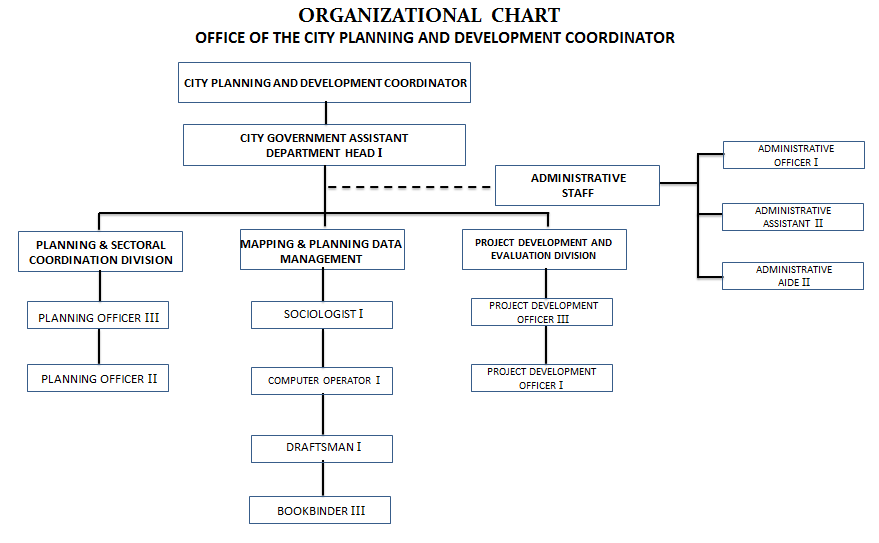 ORGANIZATIONAL CHART
OFFICE OF THE CITY PLANNING AND DEVELOPMENT COORDINATOR
CITY PLANNING AND DEVELOPMENT COORDINATOR
CITY GOVERNMENT ASSISTANT
DEPARTMENT HEAD I
ADMINISTRATIVE
STAFF
ADMINISTRATIVE
OFFICER I
ADMINISTRATIVE
ASSISTANT II
ADMINISTRATIVE
AIDE II
PLANNING & SECTORAL
COORDINATION DIVISION
PLANNING OFFICER III
PLANNING OFFICER II
MAPPING & PLANNING DATA
MANAGEMENT
SOCIOLOGIST I
COMPUTER OPERATOR I
DRAFTSMAN I
BOOKBINDER III
PROJECT DEVELOPMENT AND
EVALUATION DIVISION
PROJECT DEVELOPMENT
OFFICER III
PROJECT DEVELOPMENT
OFFICER I